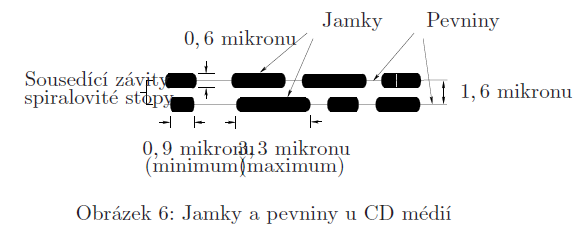 Jamky
Pevniny
0,6 mikronu
Sousedící závity
spiralovité stopy
1,6 mikronu
0,9 mikronu
(minimum)
3,3 mikronu
(maximum)
Obrázek 6: Jamky a pevniny u CD médií